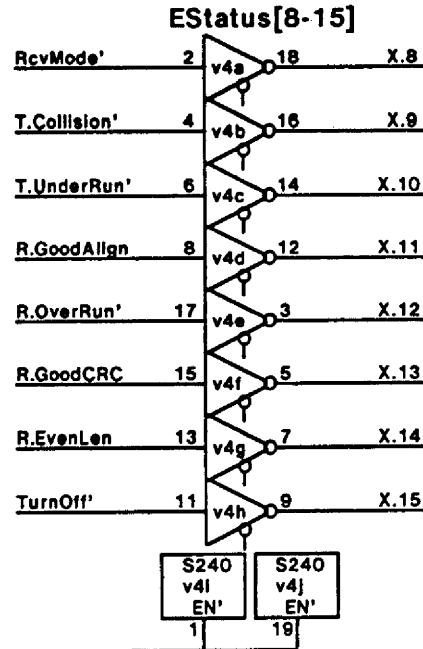 EStatus[8-15]
RcvMode' 2 v4a 18 X.8
T.Collision' 4 v4b 16 X.9
T.UnderRun' 6 v4c 14 X.10
R.GoodAlign 8 v4d 12 X.11
R.OverRun' 17 v4e 3 X.12
R.GoodCRC 15 v4f 5 X.13
R.EvenLen 13 v4g 7 X.14
TurnOff' 11 v4h 9 X.15
S240 S240
v4i v4j
EN' EN'
1 19